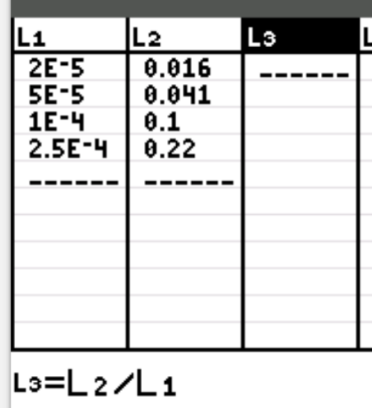 L1 L2 L3 L
2E-5 0.016 ------
5E-5 0.041
1E-4 0.1
2.5E-4 0.22
------ ------
L3=L2/L1